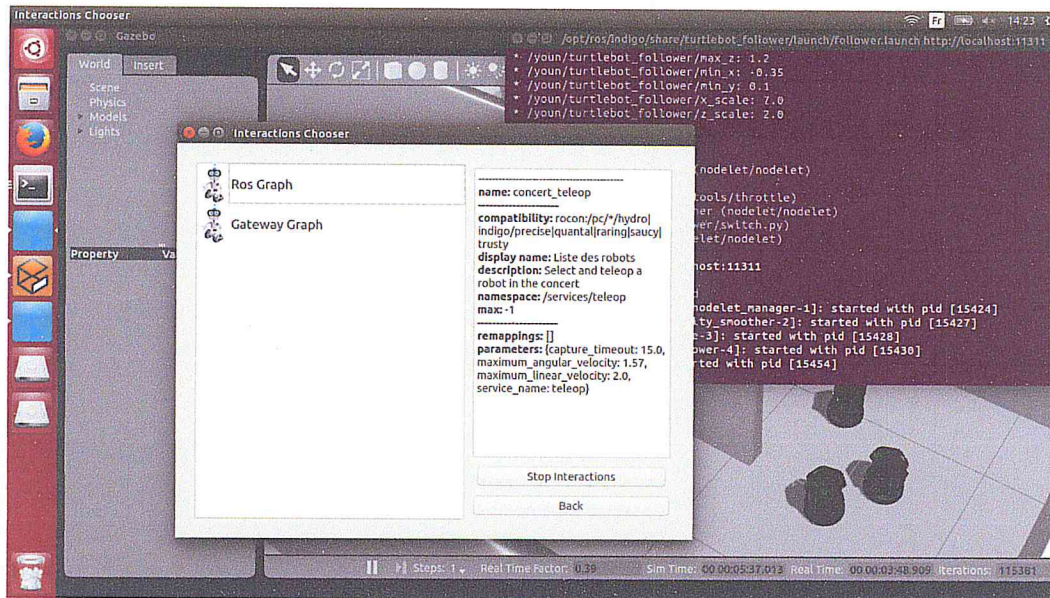 Interactions Chooser
Fr
14:23
Gazebo
/opt/ros/indigo/share/turtlebot_follower/launch/follower.launch http://localhost:11311
World
Insert
Scene
Physics
Models
Lights
Property
Va
* /youn/turtlebot_follower/max_z: 1.2
* /youn/turtlebot_follower/min_x: -0.35
* /youn/turtlebot_follower/min_y: 0.1
* /youn/turtlebot_follower/x_scale: 7.0
* /youn/turtlebot_follower/z_scale: 2.0
(nodelet/nodelet)
tools/throttle)
her (nodelet/nodelet)
wer/switch.py)
elet/nodelet)
host:11311
nodelet_manager-1]: started with pid [15424]
ity_smoother-2]: started with pid [15427]
e-3]: started with pid [15428]
ower-4]: started with pid [15430]
rted with pid [15454]
Interactions Chooser
Ros Graph
Gateway Graph
name: concert_teleop
compatibility: rocon:/pc/*/hydro|
indigo/precise|quantal|raring|saucy|
trusty
display name: Liste des robots
description: Select and teleop a
robot in the concert
namespace: /services/teleop
max: -1
remappings: []
parameters: {capture_timeout: 15.0,
maximum_angular_velocity: 1.57,
maximum_linear_velocity: 2.0,
service_name: teleop}
Stop Interactions
Back
Steps: 1 Real Time Factor: 0.39 Sim Time: 00 00:05:37.013 Real Time: 00 00:03:48.909 Iterations: 115381